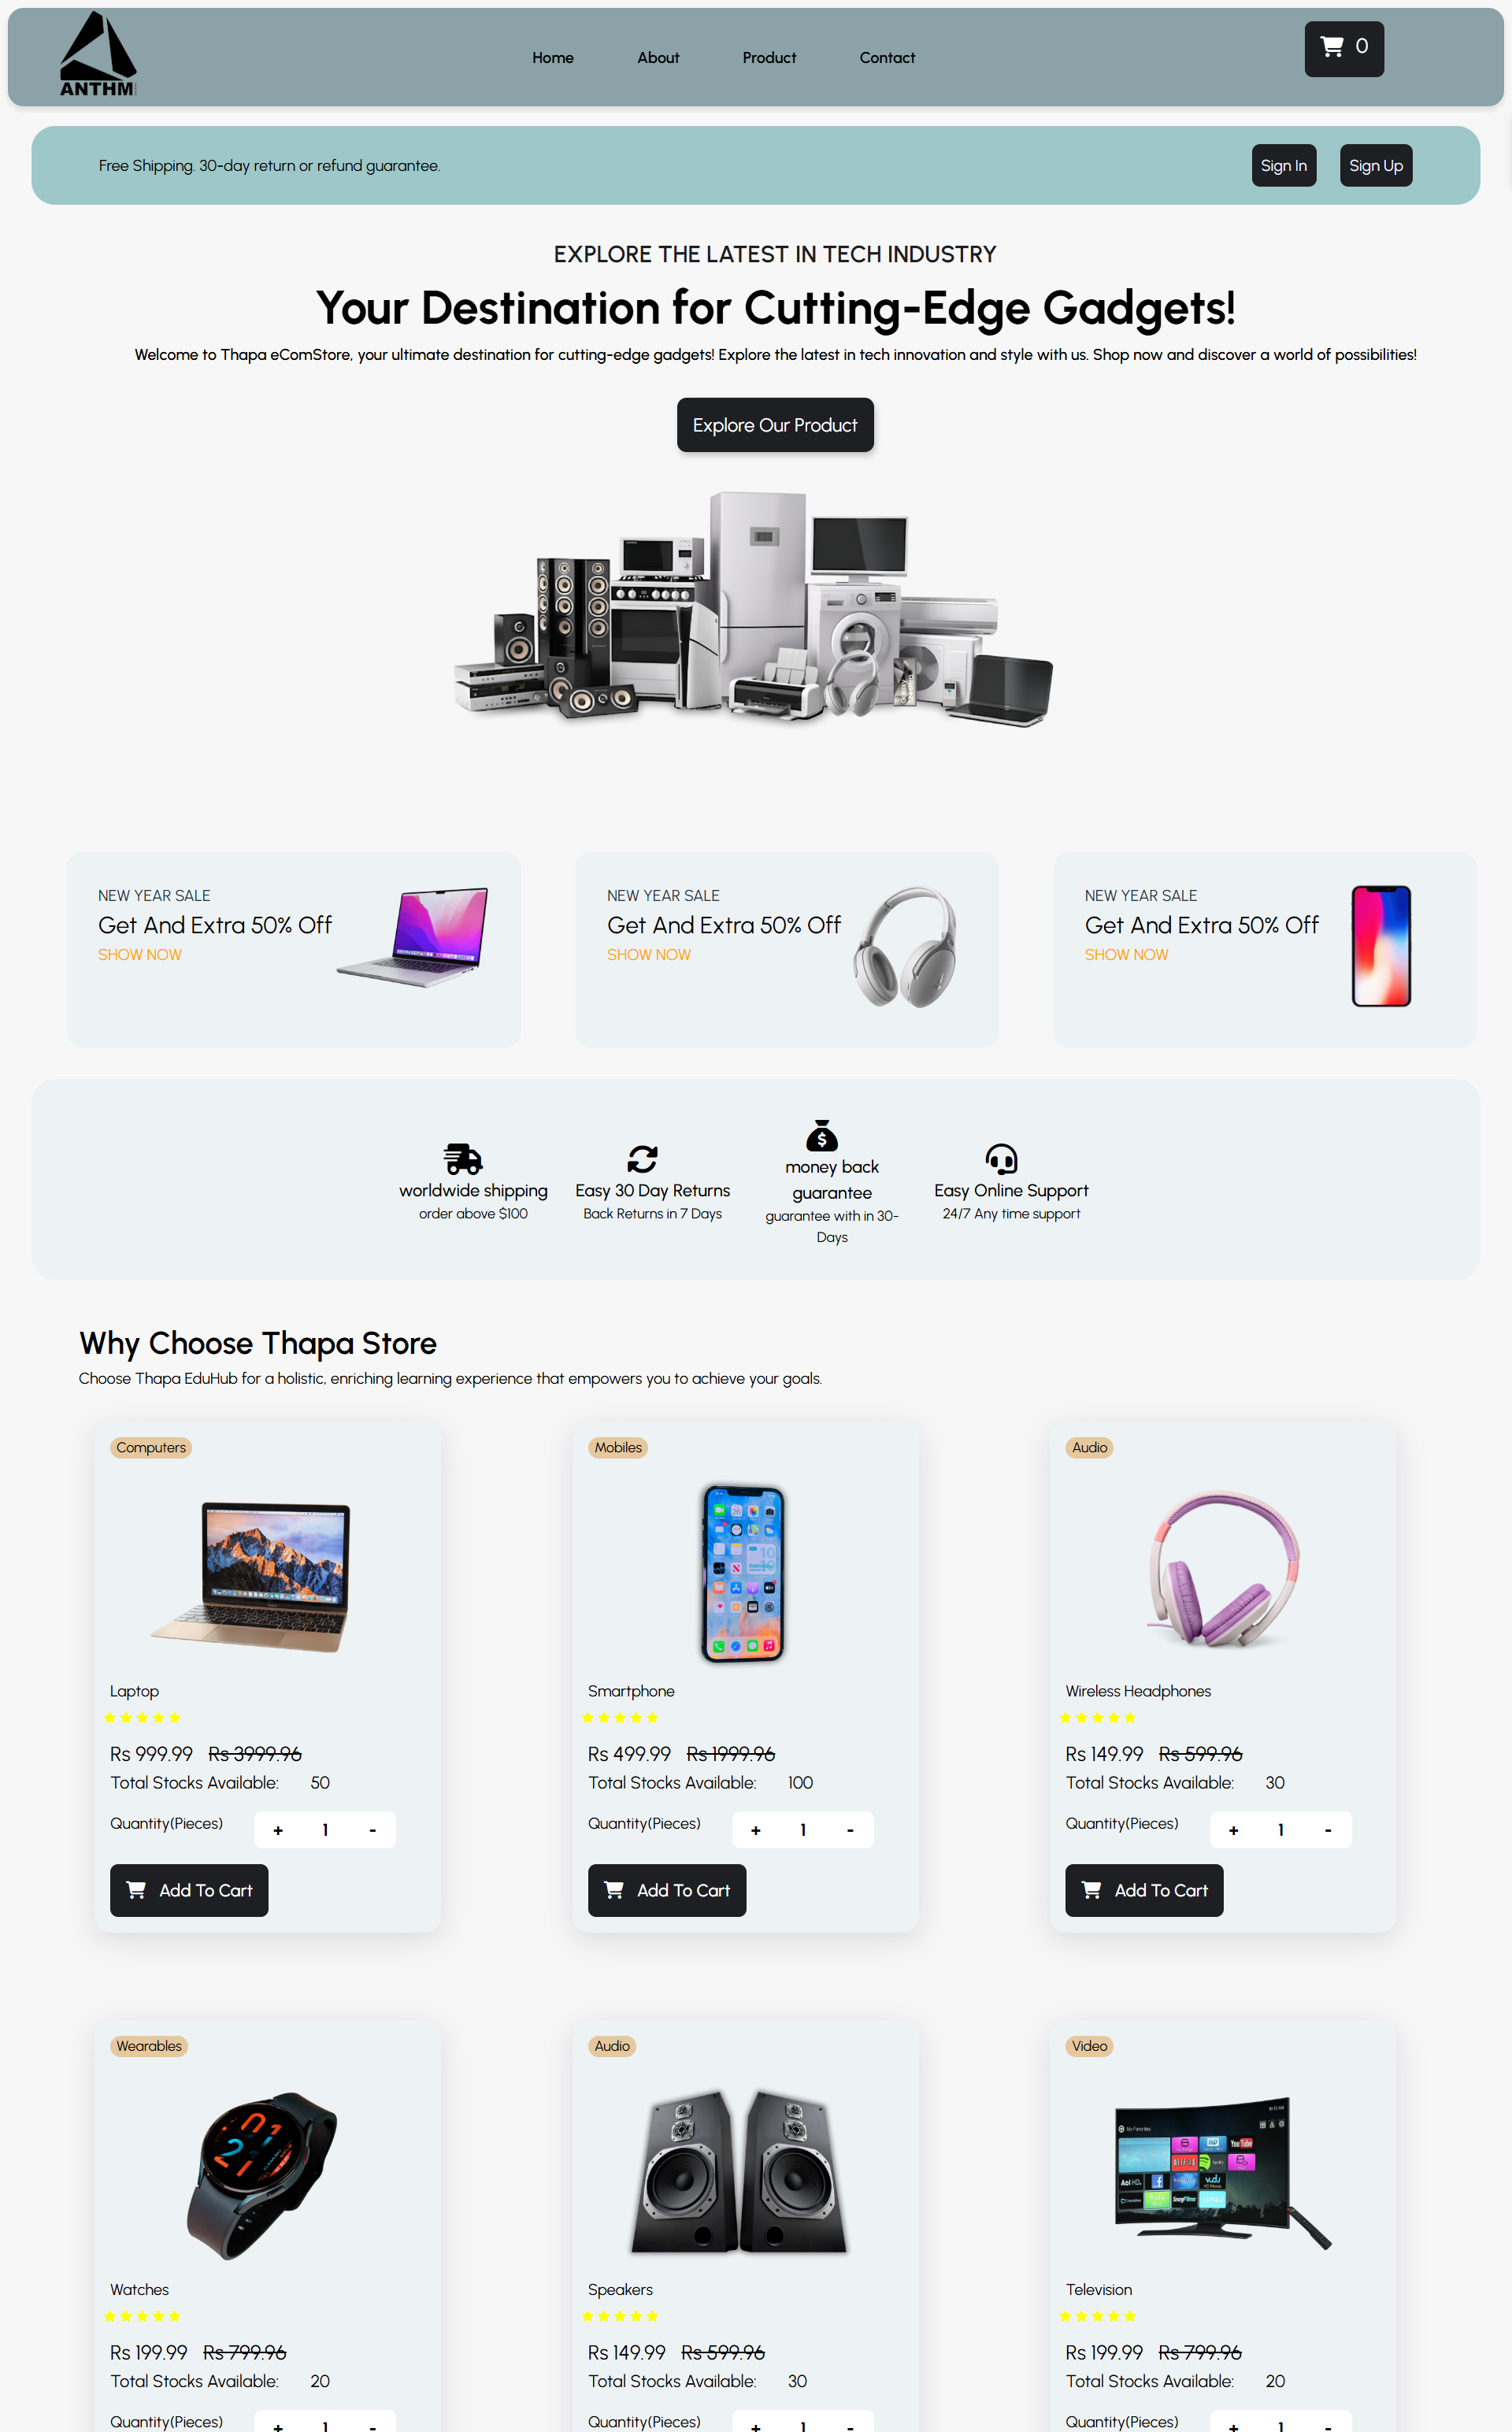 ANTHM
Home About Product Contact
0
Free Shipping. 30-day return or refund guarantee.
Sign In Sign Up
EXPLORE THE LATEST IN TECH INDUSTRY
Your Destination for Cutting-Edge Gadgets!
Welcome to Thapa eComStore, your ultimate destination for cutting-edge gadgets! Explore the latest in tech innovation and style with us. Shop now and discover a world of possibilities!
Explore Our Product
NEW YEAR SALE
Get And Extra 50% Off
SHOW NOW
NEW YEAR SALE
Get And Extra 50% Off
SHOW NOW
NEW YEAR SALE
Get And Extra 50% Off
SHOW NOW
worldwide shipping
order above $100
Easy 30 Day Returns
Back Returns in 7 Days
money back
guarantee
guarantee with in 30-
Days
Easy Online Support
24/7 Any time support
Why Choose Thapa Store
Choose Thapa EduHub for a holistic, enriching learning experience that empowers you to achieve your goals.
Computers
Laptop
Rs 999.99 Rs 3999.96
Total Stocks Available: 50
Quantity(Pieces) + 1 -
Add To Cart
Mobiles
10
Smartphone
Rs 499.99 Rs 1999.96
Total Stocks Available: 100
Quantity(Pieces) + 1 -
Add To Cart
Audio
Wireless Headphones
Rs 149.99 Rs 599.96
Total Stocks Available: 30
Quantity(Pieces) + 1 -
Add To Cart
Wearables
01
21
Watches
Rs 199.99 Rs 799.96
Total Stocks Available: 20
Quantity(Pieces) + 1 -
Audio
Speakers
Rs 149.99 Rs 599.96
Total Stocks Available: 30
Quantity(Pieces) + 1 -
Video
My Favorites
YouTube
NETFLIX
Aol HD.
vudu
SnagFilms
Television
Rs 199.99 Rs 799.96
Total Stocks Available: 20
Quantity(Pieces) + 1 -